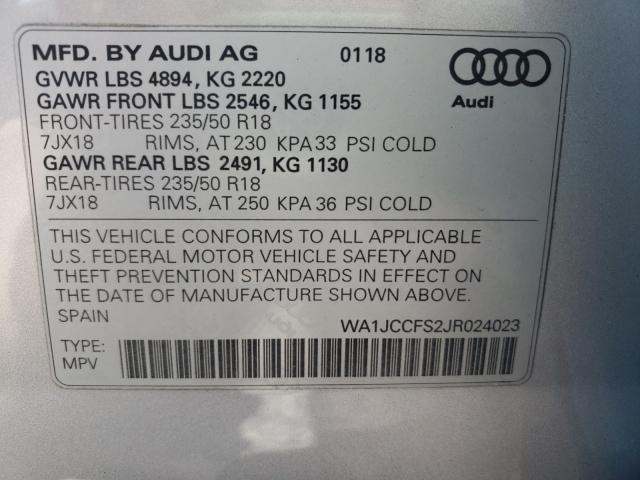 MFD. BY AUDI AG 0118
GVWR LBS 4894, KG 2220
GAWR FRONT LBS 2546, KG 1155
Audi
FRONT-TIRES 235/50 R18
7JX18 RIMS, AT 230 KPA 33 PSI COLD
GAWR REAR LBS 2491, KG 1130
REAR-TIRES 235/50 R18
7JX18 RIMS, AT 250 KPA 36 PSI COLD
THIS VEHICLE CONFORMS TO ALL APPLICABLE
U.S. FEDERAL MOTOR VEHICLE SAFETY AND
THEFT PREVENTION STANDARDS IN EFFECT ON
THE DATE OF MANUFACTURE SHOWN ABOVE.
SPAIN
WA1JCCFS2JR024023
TYPE:
MPV